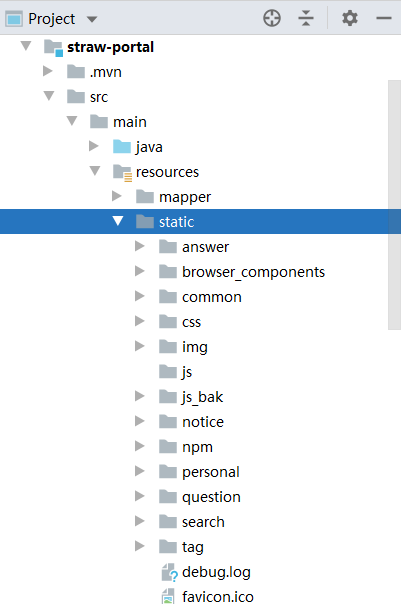 Project
straw-portal
.mvn
src
main
java
resources
mapper
static
answer
browser_components
common
css
img
js
js_bak
notice
npm
personal
question
search
tag
debug.log
favicon.ico